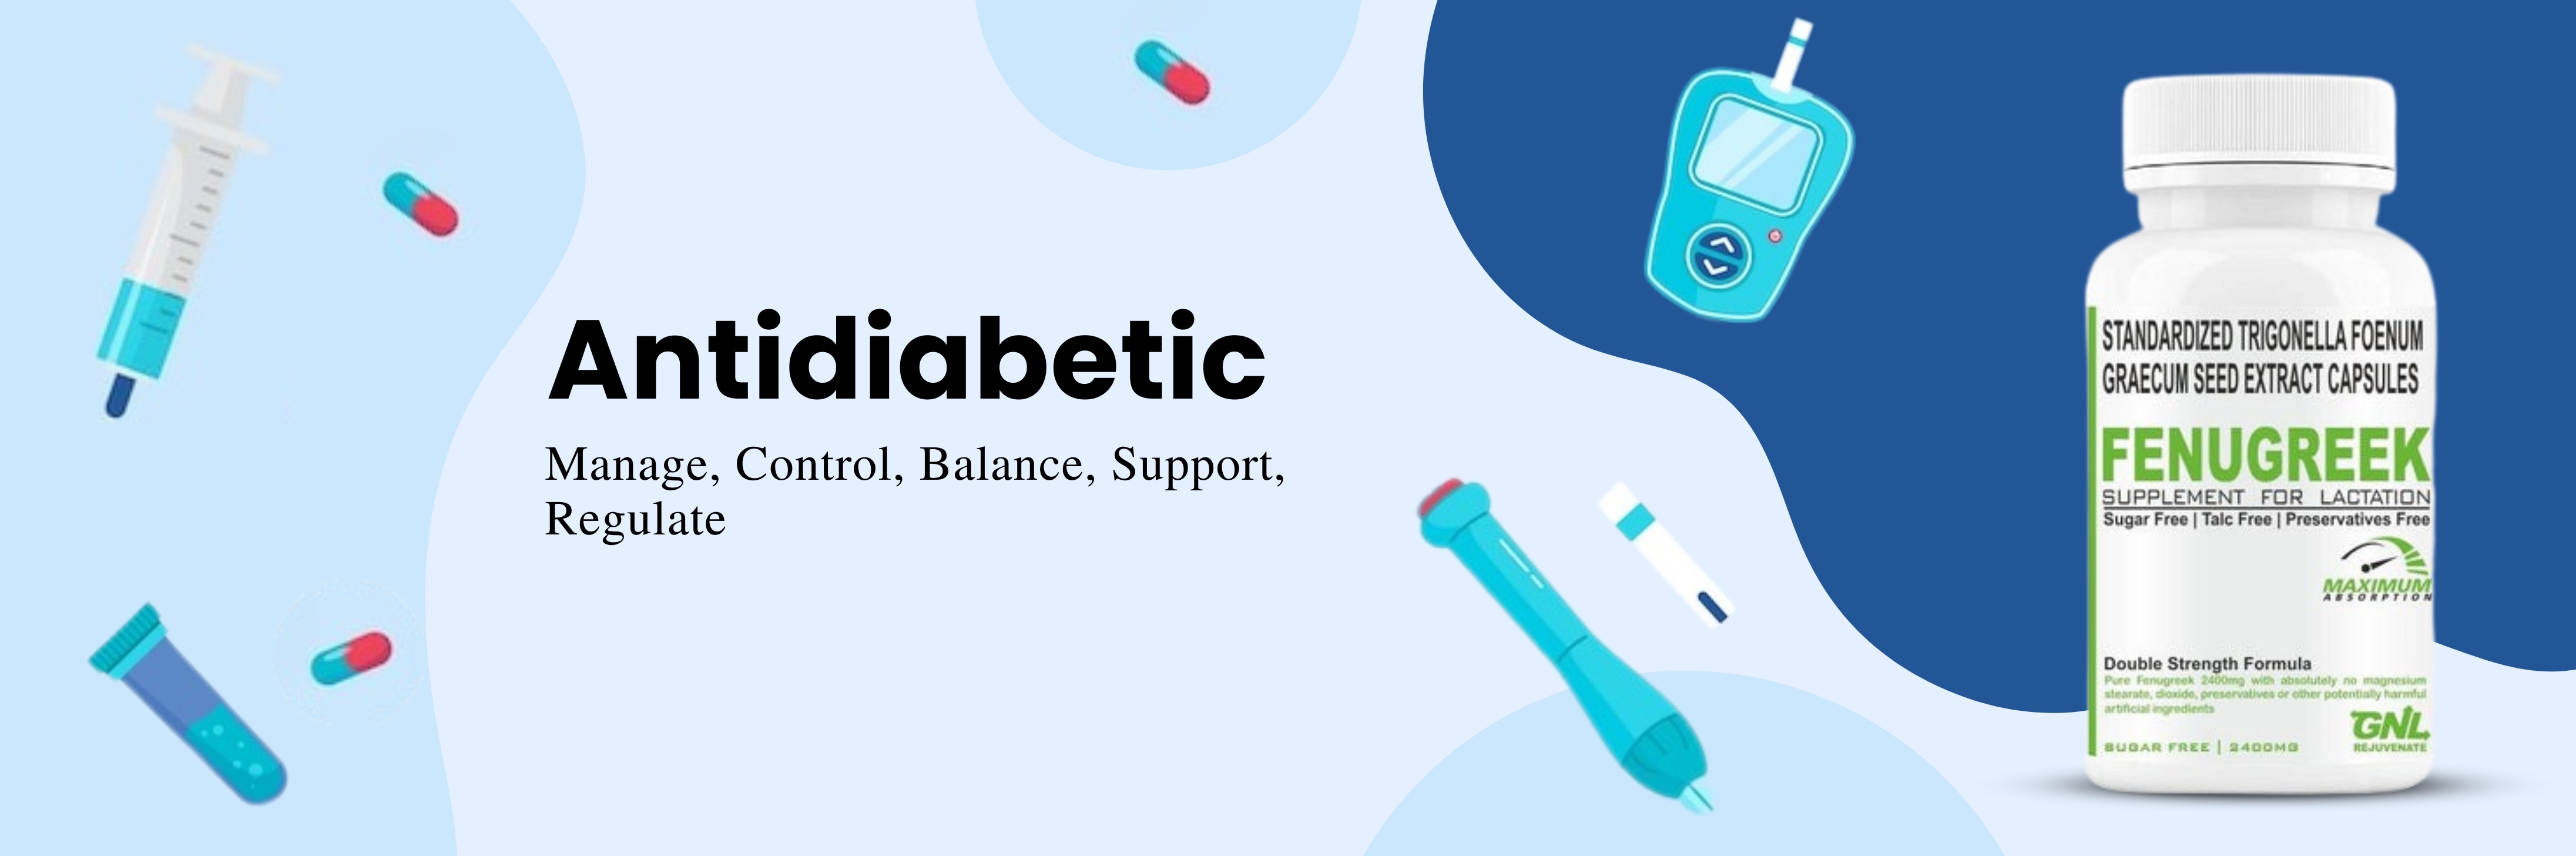 Antidiabetic
Manage, Control, Balance, Support,
Regulate
STANDARDIZED TRIGONELLA FOENUM
GRAECUM SEED EXTRACT CAPSULES
FENUGREEK
SUPPLEMENT FOR LACTATION
Sugar Free | Talc Free | Preservatives Free
MAXIMUM
ABSORPTION
Double Strength Formula
Pure Fenugreek 2400mg with absolutely no magnesium
stearate, dioxide, preservatives or other potentially harmful
artificial ingredients
GNL
REJUVENATE
SUGAR FREE | 2400MG